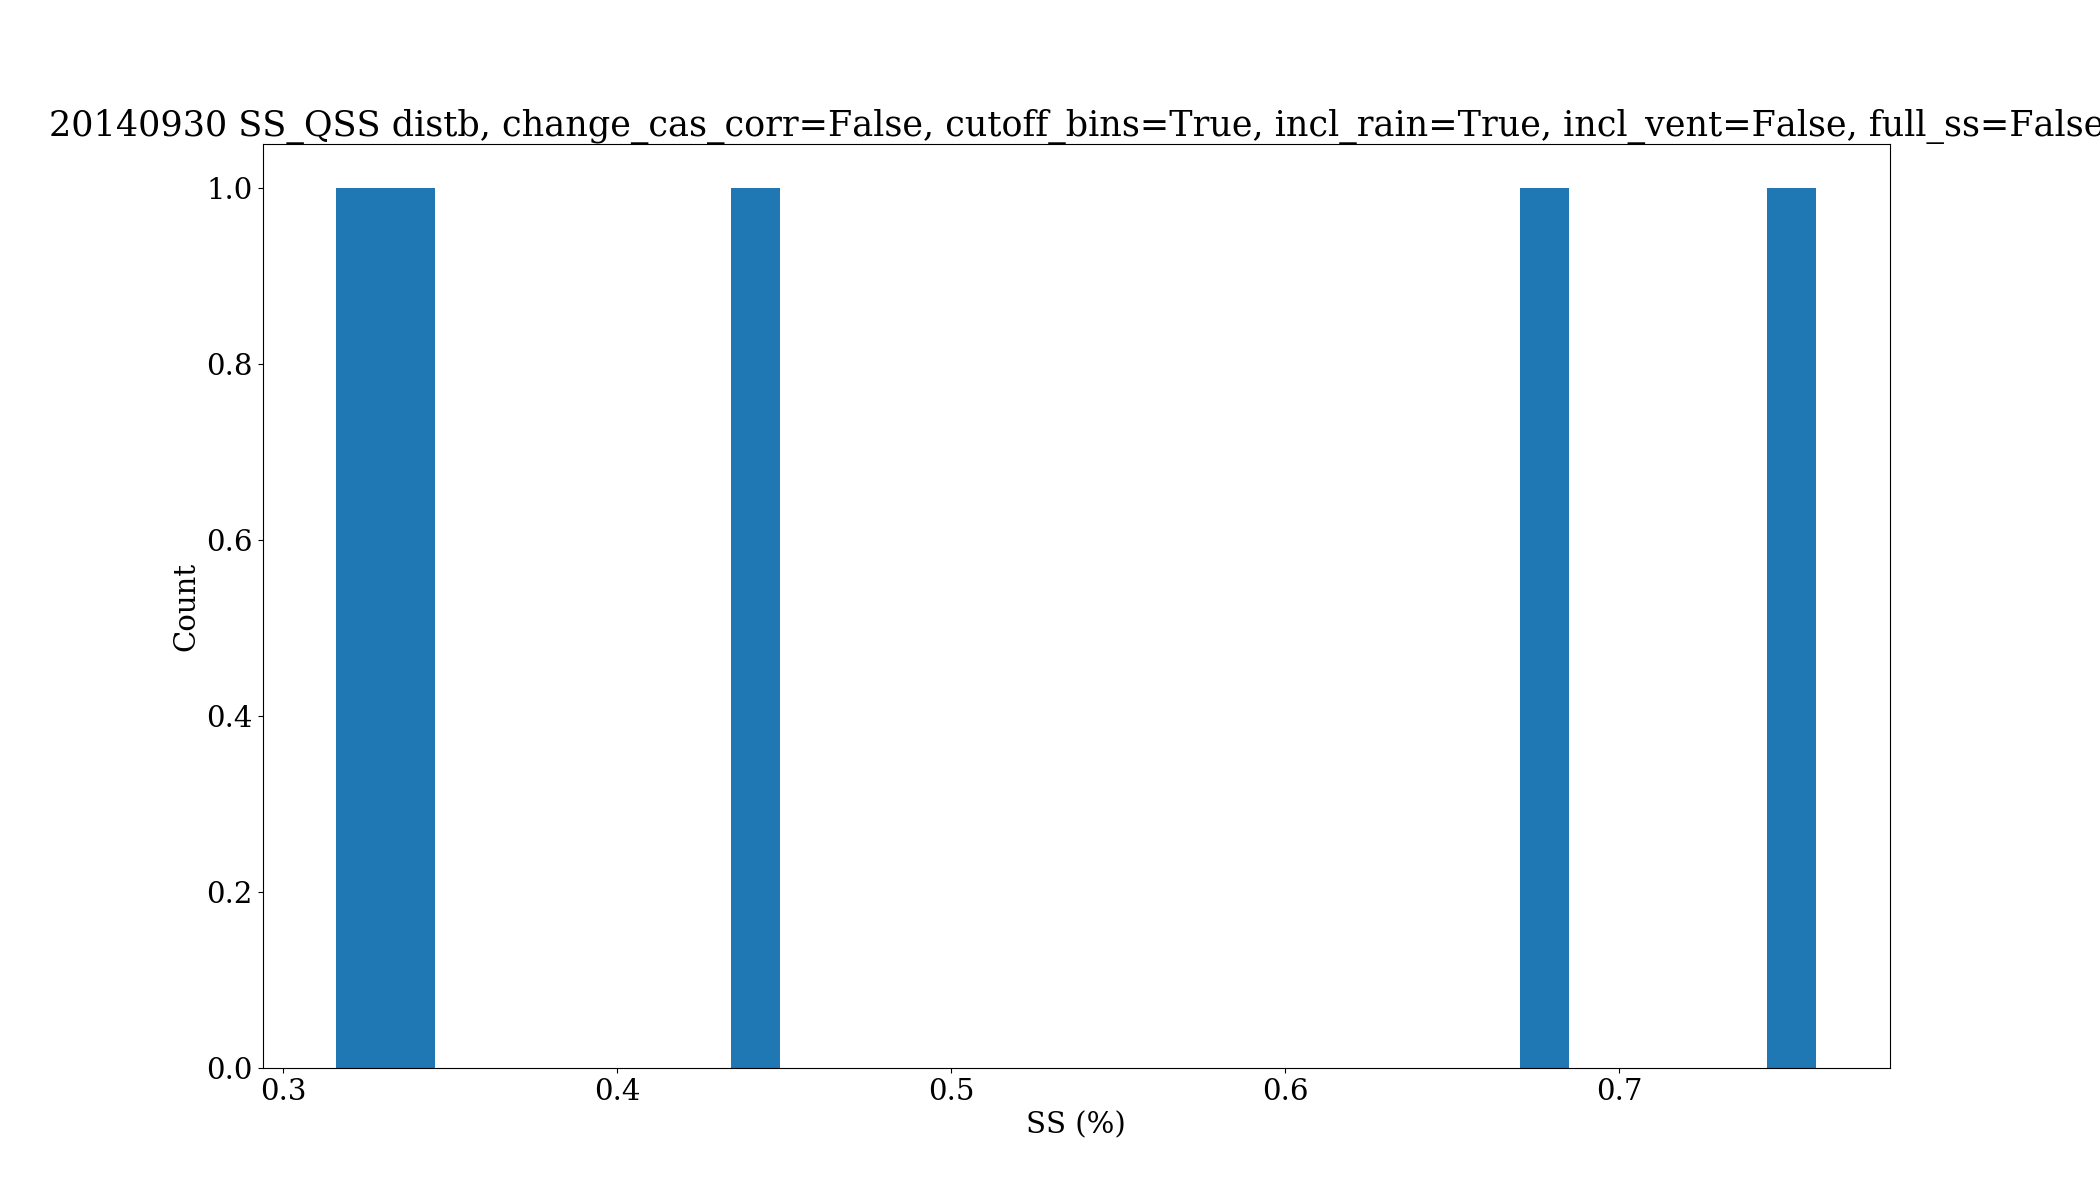 20140930 SS_QSS distb, change_cas_corr=False, cutoff_bins=True, incl_rain=True, incl_vent=False, full_ss=False
1.0
0.8
0.6
0.4
0.2
0.0
Count
0.3 0.4 0.5 0.6 0.7
SS (%)